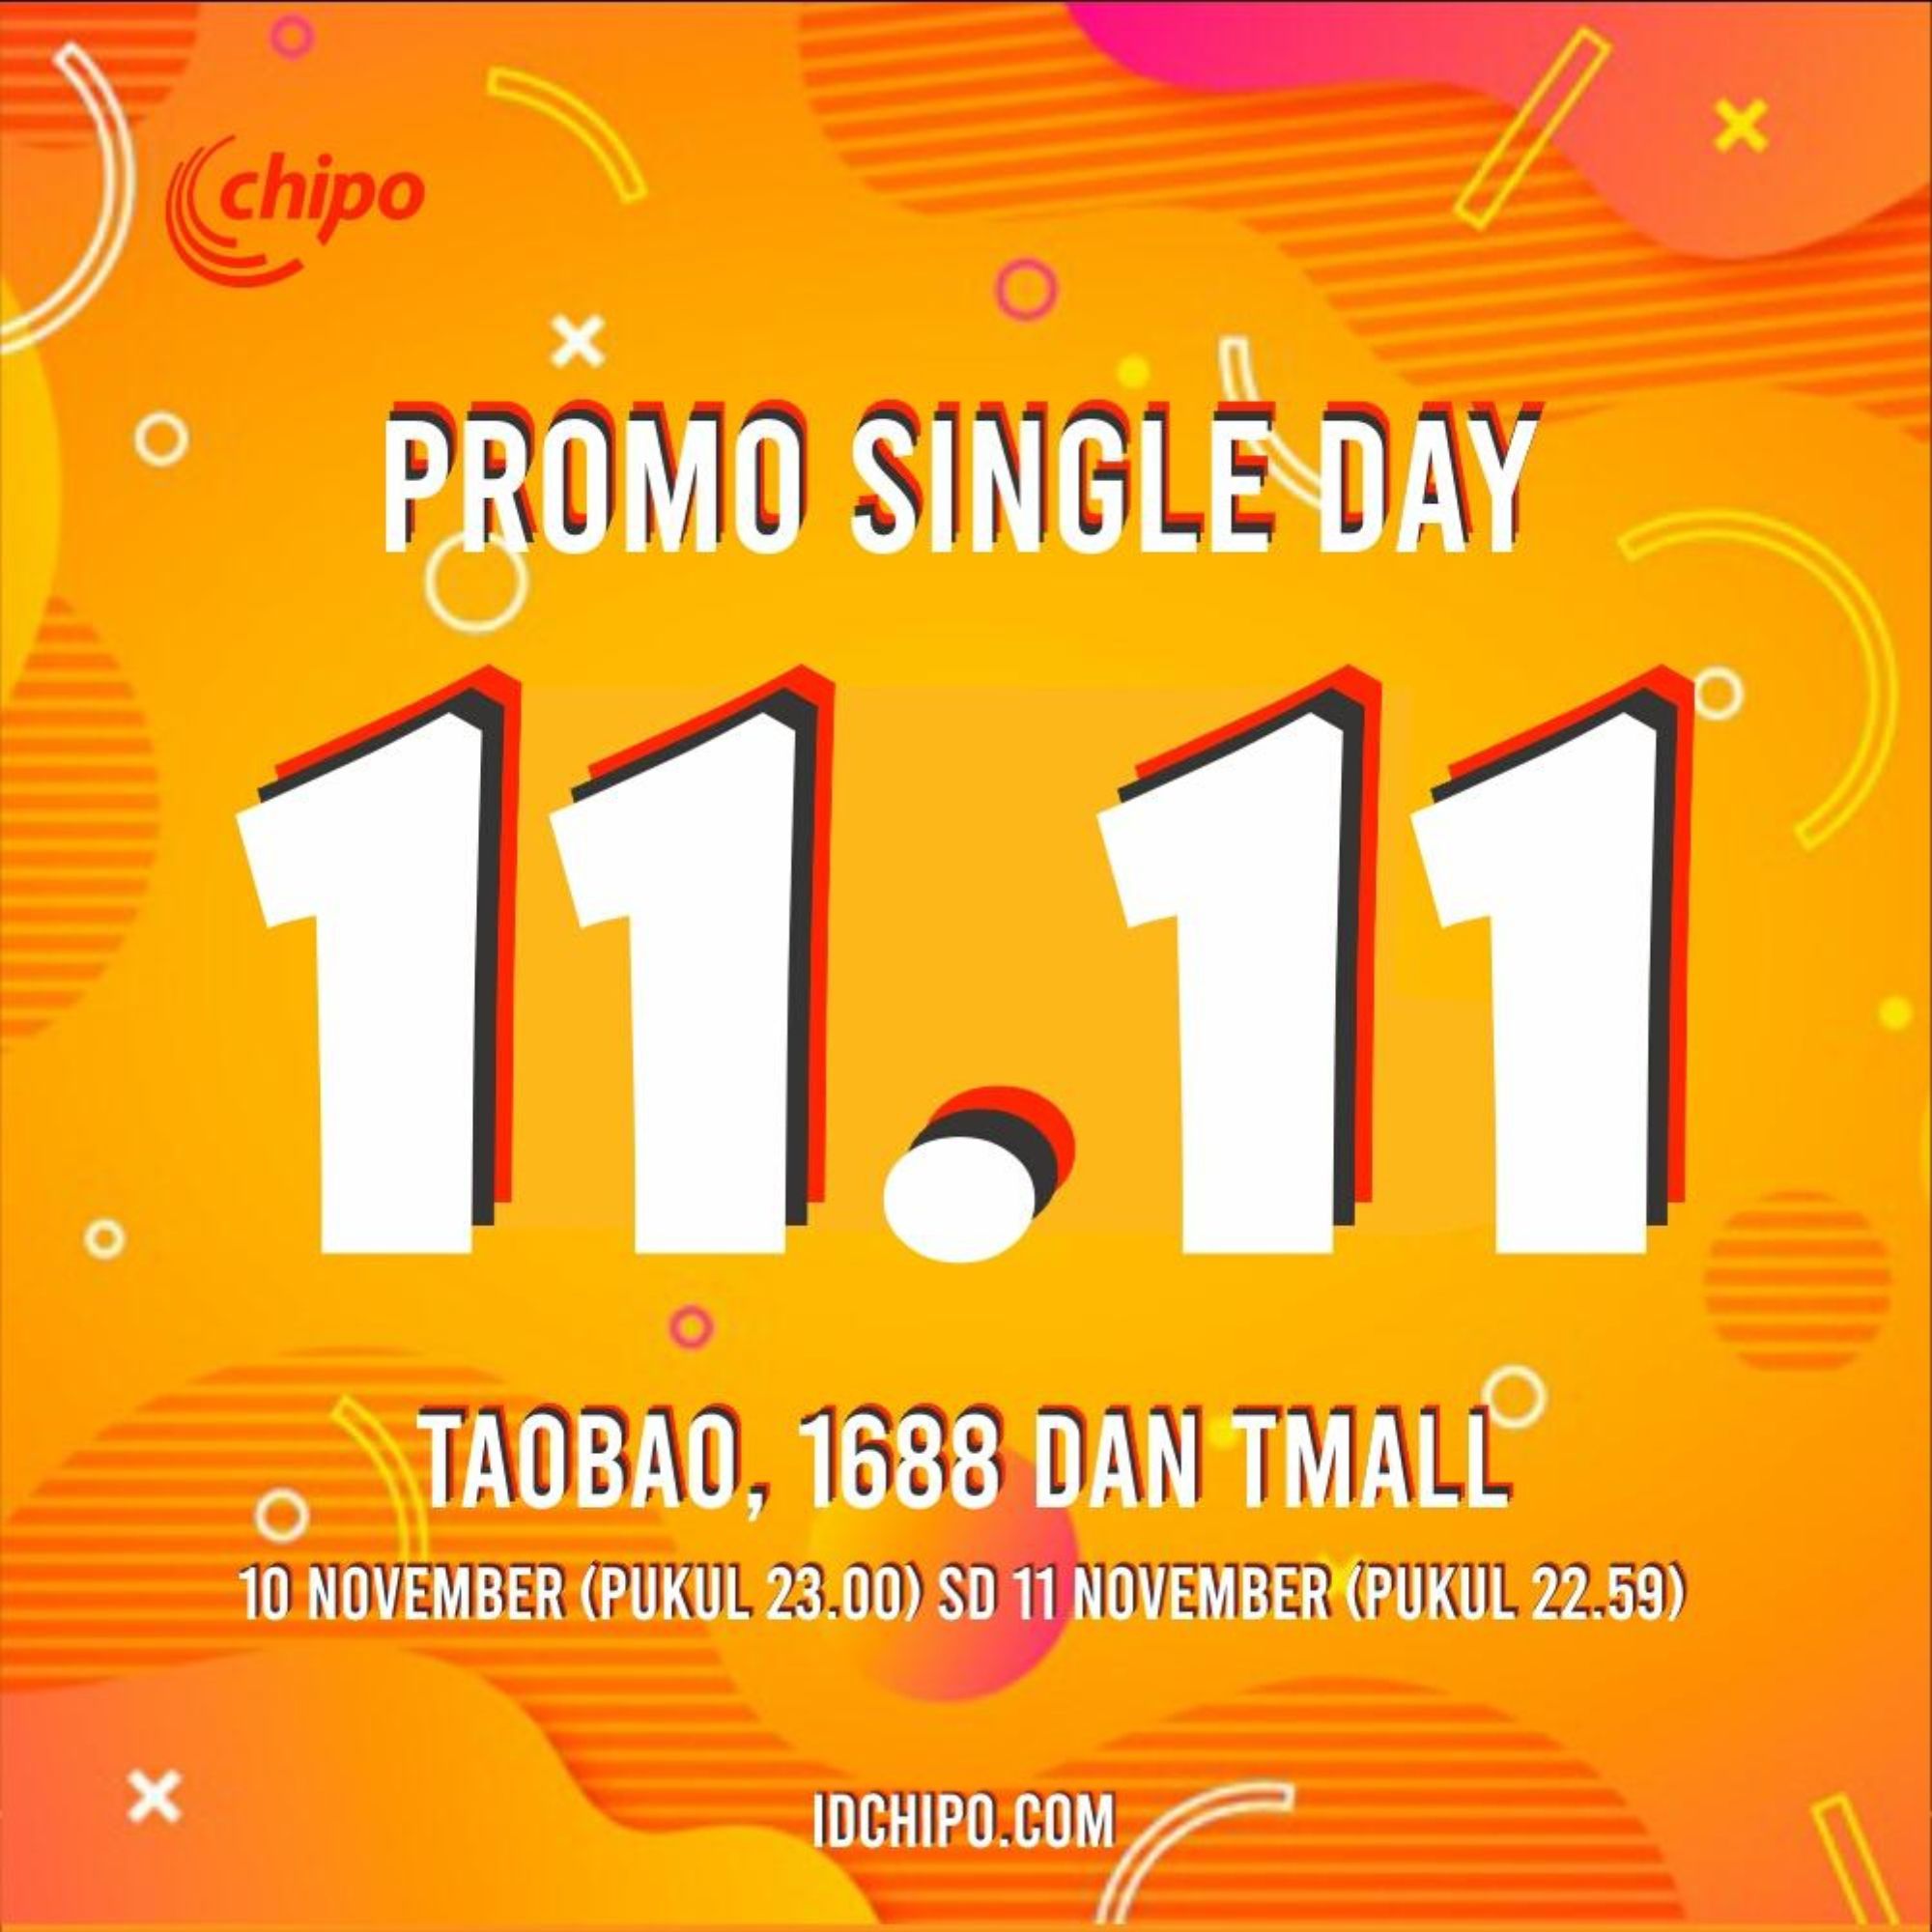 chipo
PROMO SINGLE DAY
11.11
TAOBAO, 1688 DAN TMALL
10 NOVEMBER (PUKUL 23.00) SD 11 NOVEMBER (PUKUL 22.59)
IDCHIPO.COM